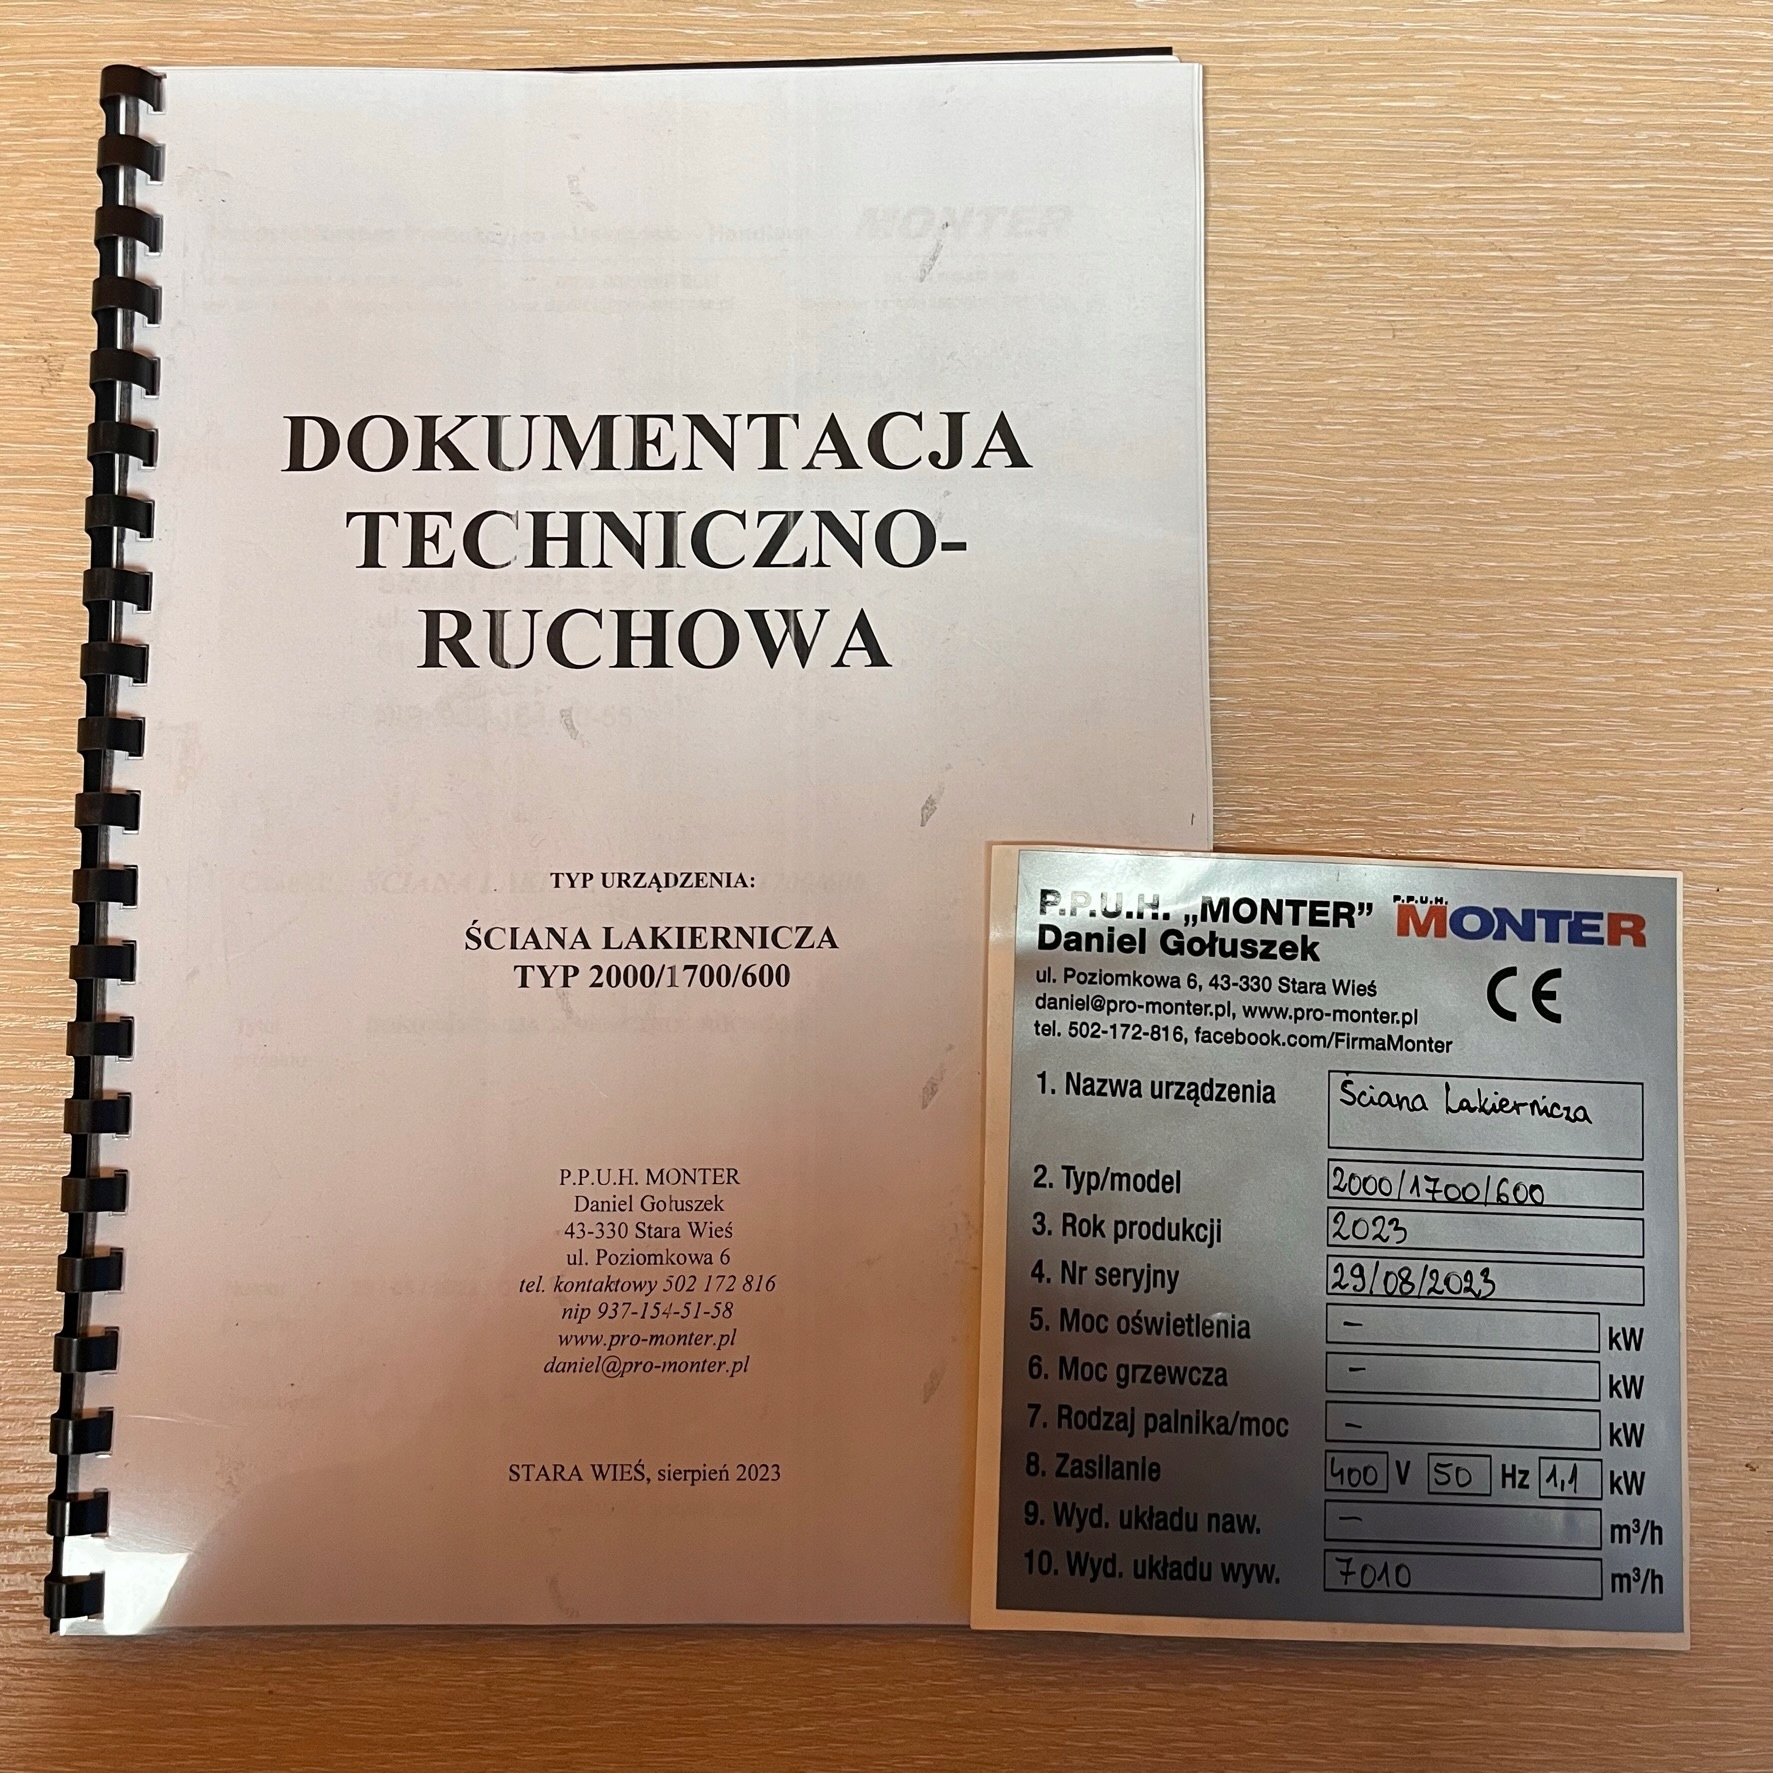 DOKUMENTACJA
TECHNICZNO-
RUCHOWA
TYP URZĄDZENIA:
ŚCIANA LAKIERNICZA
TYP 2000/1700/600
P.P.U.H. MONTER
Daniel Gołuszek
43-330 Stara Wieś
ul. Poziomkowa 6
tel. kontaktowy 502 172 816
nip 937-154-51-58
www.pro-monter.pl
daniel@pro-monter.pl
STARA WIEŚ, sierpień 2023
P.P.U.H. „MONTER”
Daniel Gołuszek
P.P.U.H.
MONTER
CE
ul. Poziomkowa 6, 43-330 Stara Wieś
daniel@pro-monter.pl, www.pro-monter.pl
tel. 502-172-816, facebook.com/FirmaMonter
1. Nazwa urządzenia Ściana Lakiernicza
2. Typ/model 2000/1700/600
3. Rok produkcji 2023
4. Nr seryjny 29/08/2023
5. Moc oświetlenia – kW
6. Moc grzewcza – kW
7. Rodzaj palnika/moc – kW
8. Zasilanie 400 V 50 Hz 1,1 kW
9. Wyd. układu naw. – m³/h
10. Wyd. układu wyw. 7010 m³/h